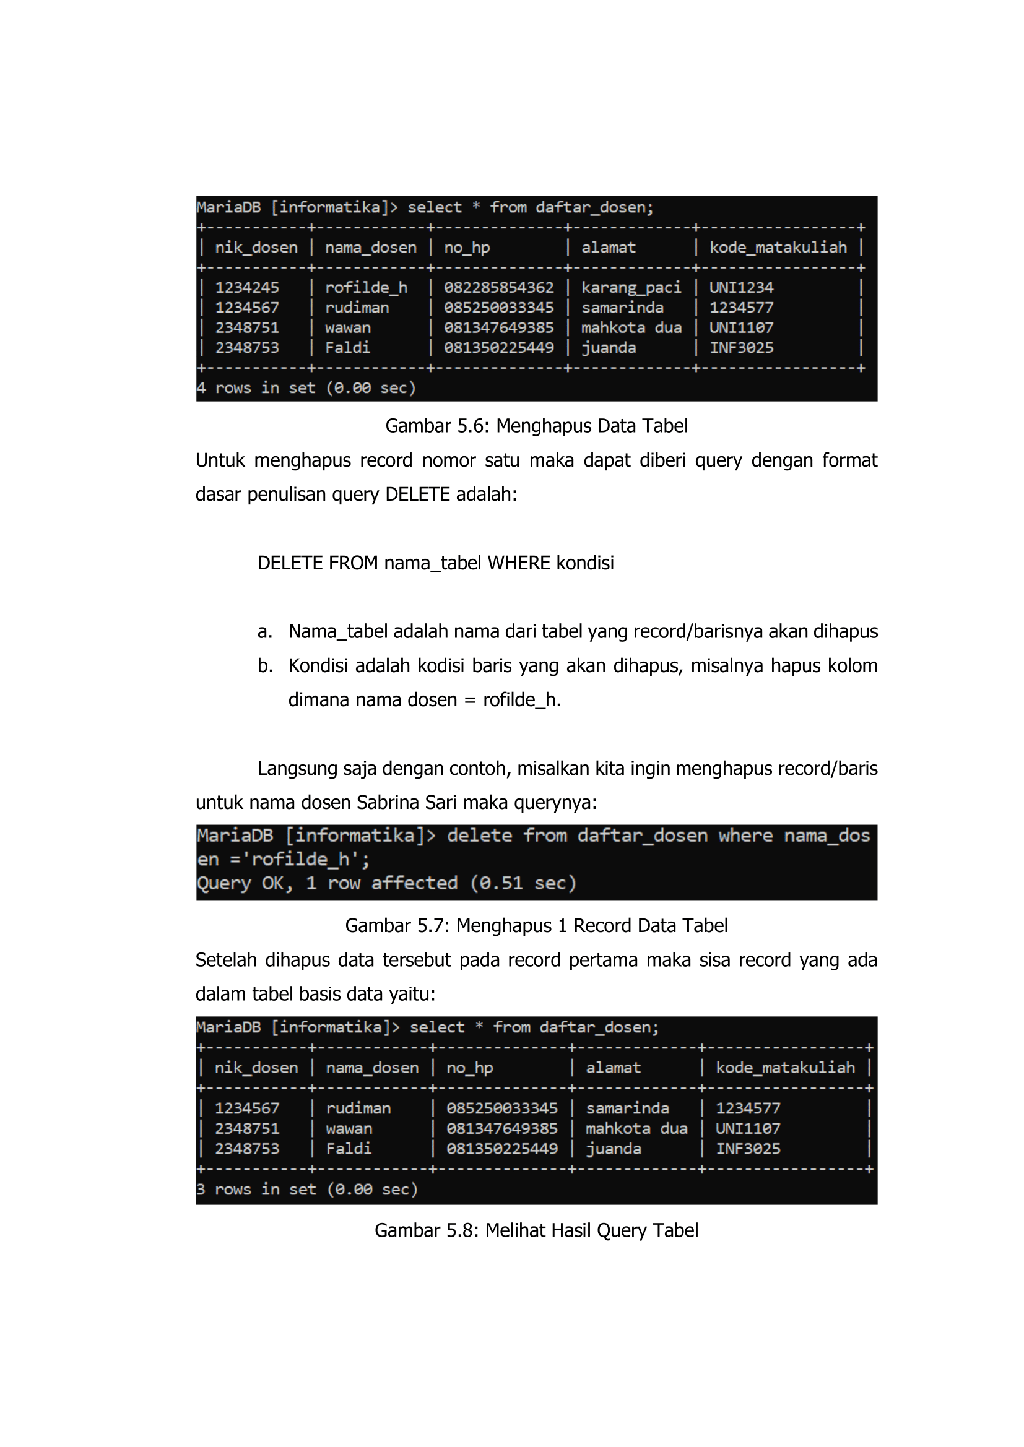 MariaDB [informatika]> select * from daftar_dosen;
+-----------+------------+--------------+-------------+-----------------+
| nik_dosen | nama_dosen | no_hp        | alamat      | kode_matakuliah |
+-----------+------------+--------------+-------------+-----------------+
| 1234245   | rofilde_h  | 082285854362 | karang_paci | UNI1234         |
| 1234567   | rudiman    | 085250033345 | samarinda   | 1234577         |
| 2348751   | wawan      | 081347649385 | mahkota dua | UNI1107         |
| 2348753   | Faldi      | 081350225449 | juanda      | INF3025         |
+-----------+------------+--------------+-------------+-----------------+
4 rows in set (0.00 sec)
Gambar 5.6: Menghapus Data Tabel
Untuk menghapus record nomor satu maka dapat diberi query dengan format
dasar penulisan query DELETE adalah:
DELETE FROM nama_tabel WHERE kondisi
a. Nama_tabel adalah nama dari tabel yang record/barisnya akan dihapus
b. Kondisi adalah kodisi baris yang akan dihapus, misalnya hapus kolom
dimana nama dosen = rofilde_h.
Langsung saja dengan contoh, misalkan kita ingin menghapus record/baris
untuk nama dosen Sabrina Sari maka querynya:
MariaDB [informatika]> delete from daftar_dosen where nama_dos
en ='rofilde_h';
Query OK, 1 row affected (0.51 sec)
Gambar 5.7: Menghapus 1 Record Data Tabel
Setelah dihapus data tersebut pada record pertama maka sisa record yang ada
dalam tabel basis data yaitu:
MariaDB [informatika]> select * from daftar_dosen;
+-----------+------------+--------------+-------------+-----------------+
| nik_dosen | nama_dosen | no_hp        | alamat      | kode_matakuliah |
+-----------+------------+--------------+-------------+-----------------+
| 1234567   | rudiman    | 085250033345 | samarinda   | 1234577         |
| 2348751   | wawan      | 081347649385 | mahkota dua | UNI1107         |
| 2348753   | Faldi      | 081350225449 | juanda      | INF3025         |
+-----------+------------+--------------+-------------+-----------------+
3 rows in set (0.00 sec)
Gambar 5.8: Melihat Hasil Query Tabel